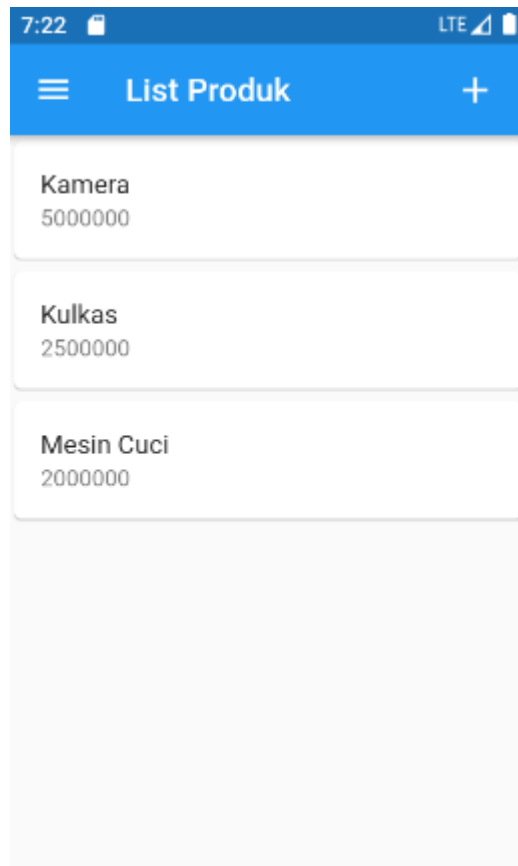 7:22 LTE
List Produk
Kamera
5000000
Kulkas
2500000
Mesin Cuci
2000000